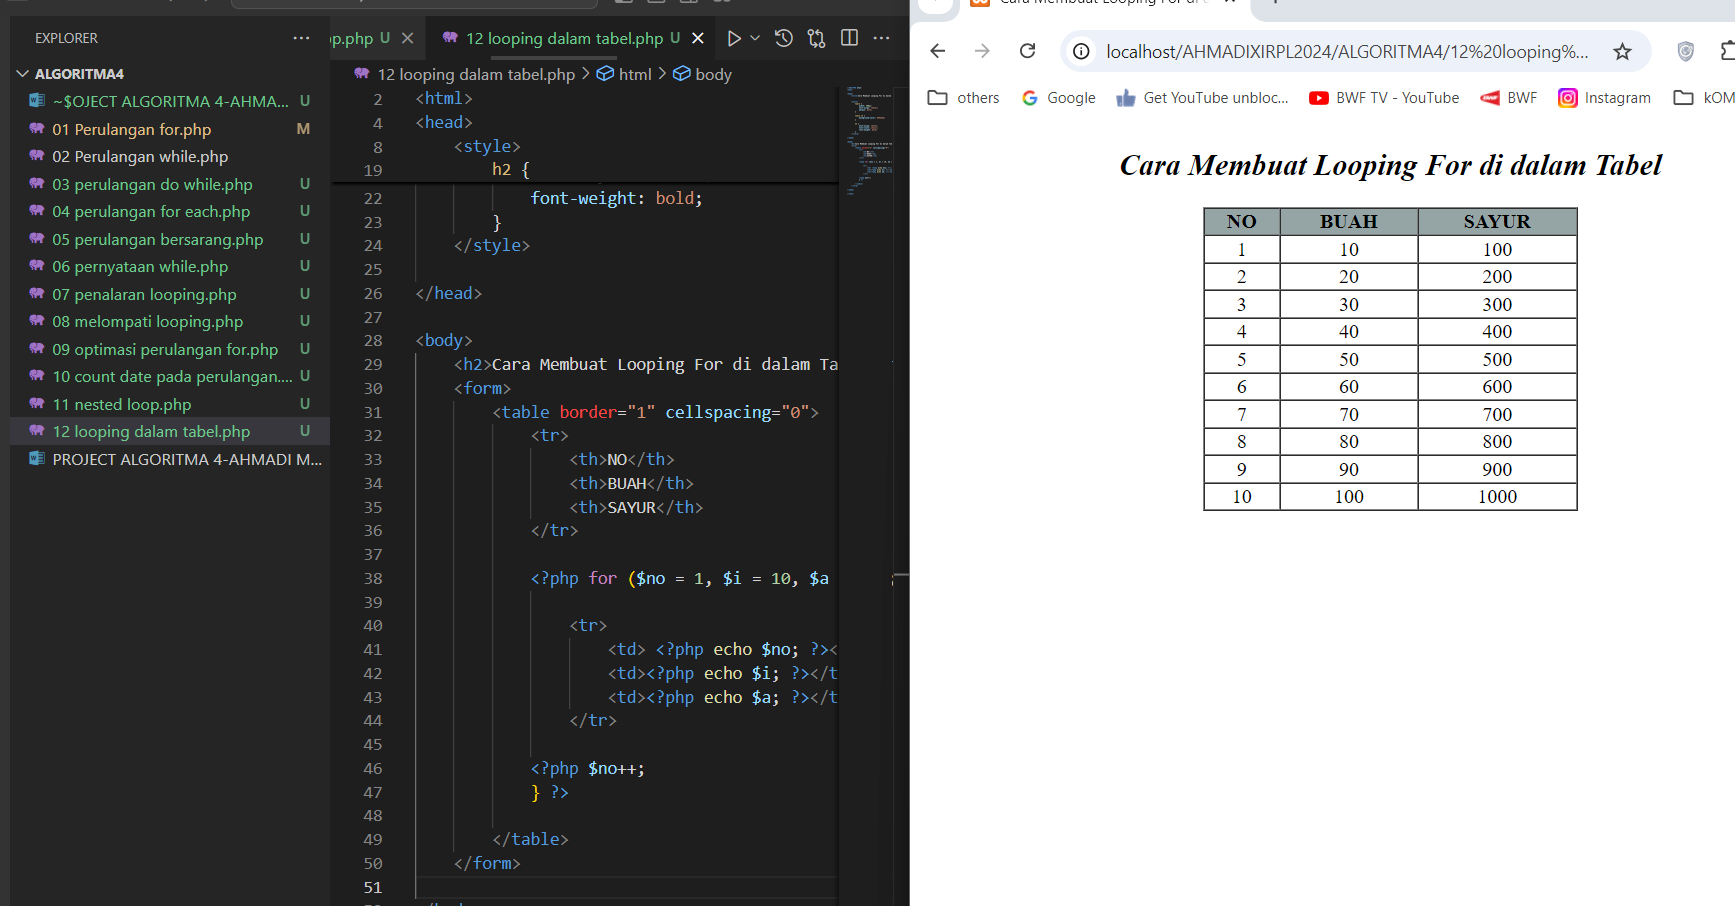 EXPLORER
ALGORITMA4
~$OJECT ALGORITMA 4-AHMA... U
01 Perulangan for.php M
02 Perulangan while.php
03 perulangan do while.php U
04 perulangan for each.php U
05 perulangan bersarang.php U
06 pernyataan while.php U
07 penalaran looping.php U
08 melompati looping.php U
09 optimasi perulangan for.php U
10 count date pada perulangan.... U
11 nested loop.php U
12 looping dalam tabel.php U
PROJECT ALGORITMA 4-AHMADI M...
op.php U
12 looping dalam tabel.php U
12 looping dalam tabel.php > html > body
2 <html>
4 <head>
8 <style>
19 h2 {
22 font-weight: bold;
23 }
24 </style>
25
26 </head>
27
28 <body>
29 <h2>Cara Membuat Looping For di dalam Ta
30 <form>
31 <table border="1" cellspacing="0">
32 <tr>
33 <th>NO</th>
34 <th>BUAH</th>
35 <th>SAYUR</th>
36 </tr>
37
38 <?php for ($no = 1, $i = 10, $a
39
40 <tr>
41 <td> <?php echo $no; ?><
42 <td><?php echo $i; ?></t
43 <td><?php echo $a; ?></t
44 </tr>
45
46 <?php $no++;
47 } ?>
48
49 </table>
50 </form>
51
Cara Membuat Looping For di
localhost/AHMADIXIRPL2024/ALGORITMA4/12%20looping%...
others Google Get YouTube unbloc... BWF TV - YouTube BWF Instagram kOM
Cara Membuat Looping For di dalam Tabel
NO BUAH SAYUR
1 10 100
2 20 200
3 30 300
4 40 400
5 50 500
6 60 600
7 70 700
8 80 800
9 90 900
10 100 1000